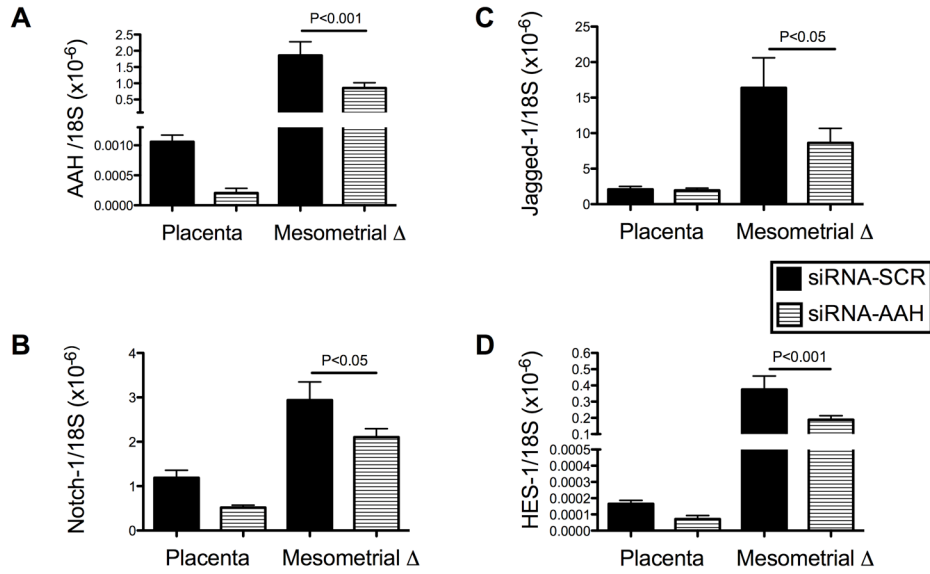 A
P<0.001
AAH /18S (x10⁻⁶)
2.5
2.0
1.5
1.0
0.5
0.0010
0.0005
0.0000
Placenta Mesometrial Δ
C
P<0.05
Jagged-1/18S (x10⁻⁶)
25
20
15
10
5
0
Placenta Mesometrial Δ
siRNA-SCR
siRNA-AAH
B
P<0.05
Notch-1/18S (x10⁻⁶)
4
3
2
1
0
Placenta Mesometrial Δ
D
P<0.001
HES-1/18S (x10⁻⁶)
0.6
0.5
0.4
0.3
0.2
0.1
0.0005
0.0004
0.0003
0.0002
0.0001
0.0000
Placenta Mesometrial Δ